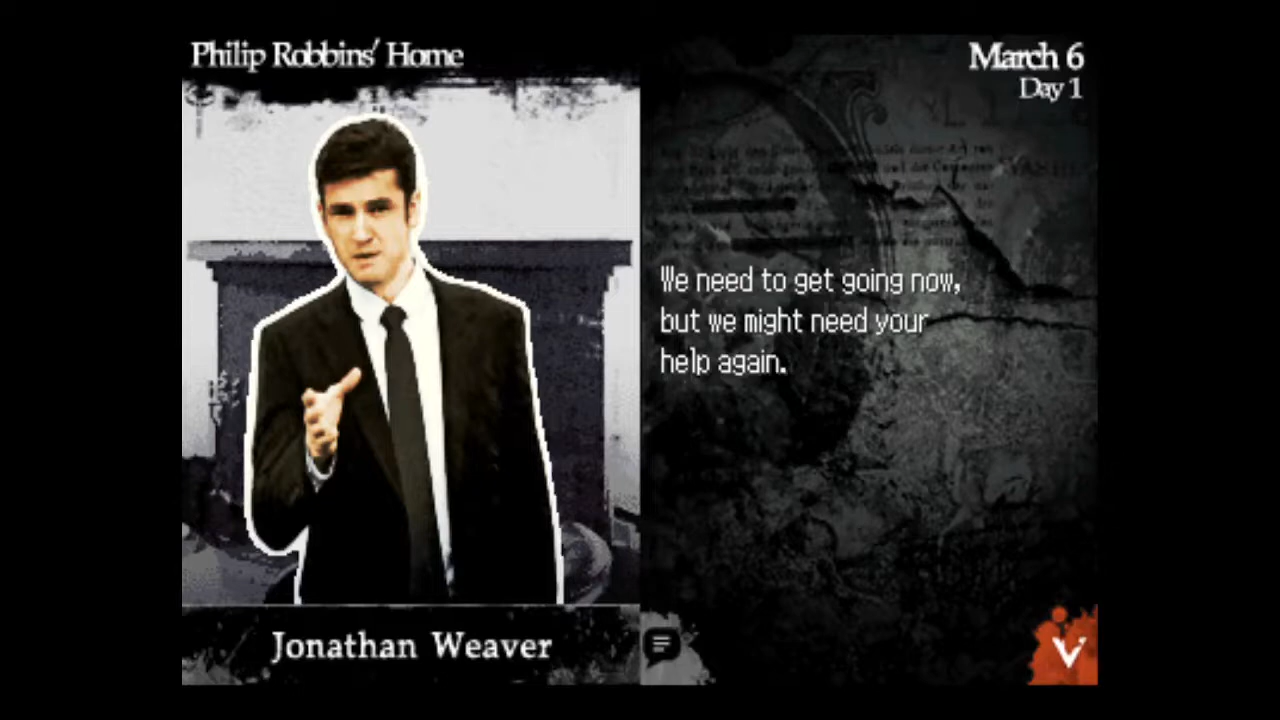 Philip Robbins' Home
March 6
Day 1
We need to get going now,
but we might need your
help again.
Jonathan Weaver